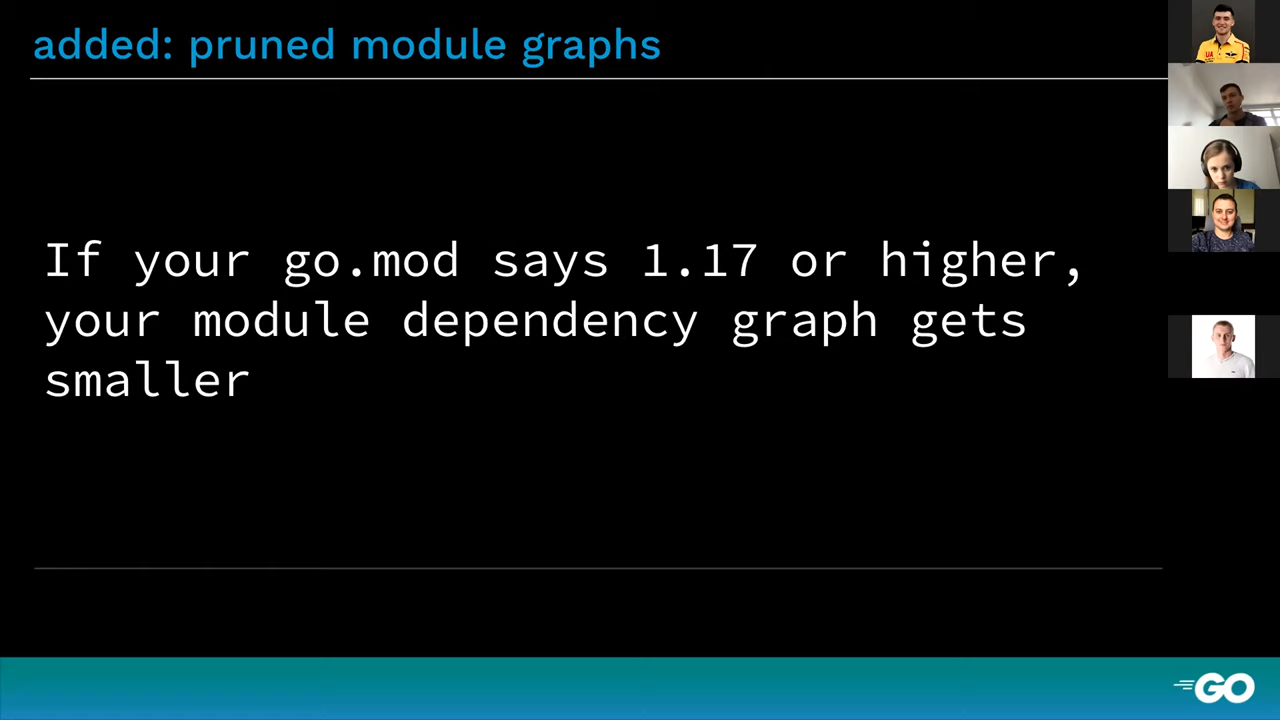 added: pruned module graphs
If your go.mod says 1.17 or higher,
your module dependency graph gets
smaller
UA
GO